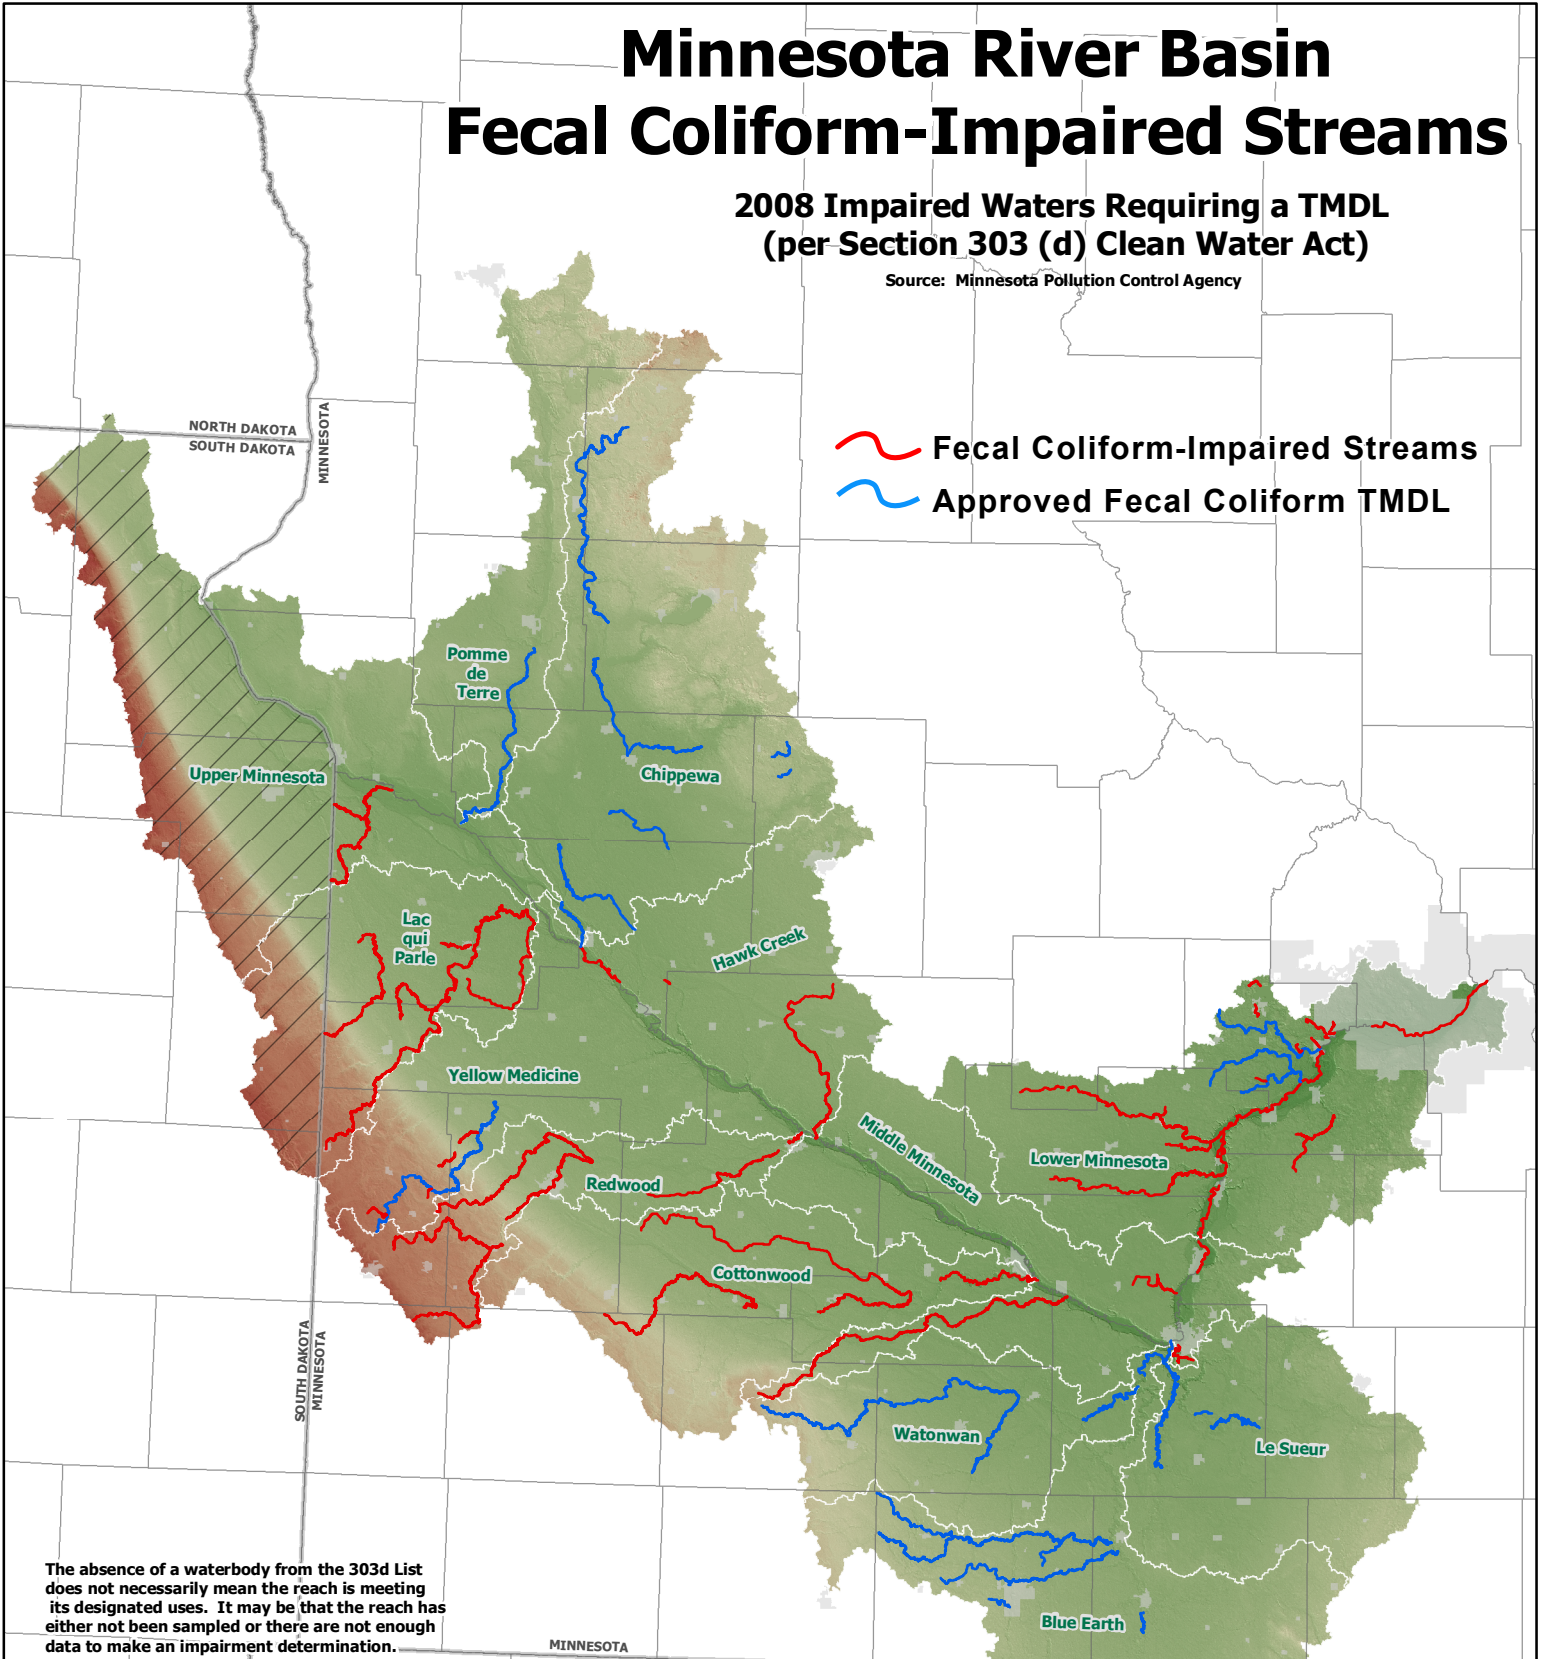 Minnesota River Basin
Fecal Coliform-Impaired Streams
2008 Impaired Waters Requiring a TMDL
(per Section 303 (d) Clean Water Act)
Source: Minnesota Pollution Control Agency
NORTH DAKOTA
SOUTH DAKOTA
MINNESOTA
Fecal Coliform-Impaired Streams
Approved Fecal Coliform TMDL
Pomme
de
Terre
Upper Minnesota
Chippewa
Lac
qui
Parle
Hawk Creek
Yellow Medicine
Middle Minnesota
Lower Minnesota
Redwood
Cottonwood
SOUTH DAKOTA
MINNESOTA
Watonwan
Le Sueur
Blue Earth
The absence of a waterbody from the 303d List
does not necessarily mean the reach is meeting
its designated uses. It may be that the reach has
either not been sampled or there are not enough
data to make an impairment determination.
MINNESOTA